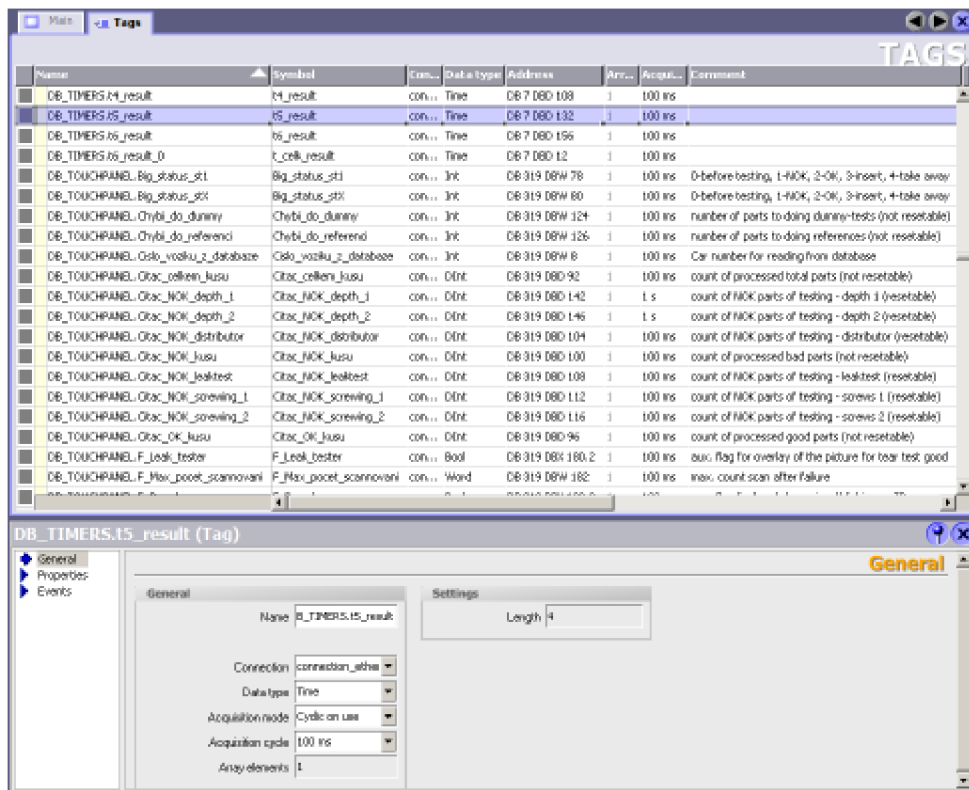 Main Tags
TAGS
Name Symbol Con... Data type Address Arr... Acqui... Comment
DB_TIMERS.t4_result t4_result con... Time DB 7 DBD 108 1 100 ms
DB_TIMERS.t5_result t5_result con... Time DB 7 DBD 132 1 100 ms
DB_TIMERS.t6_result t6_result con... Time DB 7 DBD 156 1 100 ms
DB_TIMERS.t6_result_0 t_celk_result con... Time DB 7 DBD 12 1 100 ms
DB_TOUCHPANEL.Big_status_st1 Big_status_st1 con... Int DB 319 DBW 78 1 100 ms 0-before testing, 1-NOK, 2-OK, 3-insert, 4-take away
DB_TOUCHPANEL.Big_status_stX Big_status_stX con... Int DB 319 DBW 80 1 100 ms 0-before testing, 1-NOK, 2-OK, 3-insert, 4-take away
DB_TOUCHPANEL.Chybi_do_dummy Chybi_do_dummy con... Int DB 319 DBW 124 1 100 ms number of parts to doing dummy-tests (not resetable)
DB_TOUCHPANEL.Chybi_do_referenci Chybi_do_referenci con... Int DB 319 DBW 126 1 100 ms number of parts to doing references (not resetable)
DB_TOUCHPANEL.Cislo_voziku_z_databaze Cislo_voziku_z_databaze con... Int DB 319 DBW 8 1 100 ms Car number for reading from database
DB_TOUCHPANEL.Citac_celkem_kusu Citac_celkem_kusu con... DInt DB 319 DBD 92 1 100 ms count of processed total parts (not resetable)
DB_TOUCHPANEL.Citac_NOK_depth_1 Citac_NOK_depth_1 con... DInt DB 319 DBD 142 1 1 s count of NOK parts of testing - depth 1 (resetable)
DB_TOUCHPANEL.Citac_NOK_depth_2 Citac_NOK_depth_2 con... DInt DB 319 DBD 146 1 1 s count of NOK parts of testing - depth 2 (resetable)
DB_TOUCHPANEL.Citac_NOK_distributor Citac_NOK_distributor con... DInt DB 319 DBD 104 1 100 ms count of NOK parts of testing - distributor (resetable)
DB_TOUCHPANEL.Citac_NOK_kusu Citac_NOK_kusu con... DInt DB 319 DBD 100 1 100 ms count of processed bad parts (not resetable)
DB_TOUCHPANEL.Citac_NOK_leaktest Citac_NOK_leaktest con... DInt DB 319 DBD 108 1 100 ms count of NOK parts of testing - leaktest (resetable)
DB_TOUCHPANEL.Citac_NOK_screwing_1 Citac_NOK_screwing_1 con... DInt DB 319 DBD 112 1 100 ms count of NOK parts of testing - screws 1 (resetable)
DB_TOUCHPANEL.Citac_NOK_screwing_2 Citac_NOK_screwing_2 con... DInt DB 319 DBD 116 1 100 ms count of NOK parts of testing - screws 2 (resetable)
DB_TOUCHPANEL.Citac_OK_kusu Citac_OK_kusu con... DInt DB 319 DBD 96 1 100 ms count of processed good parts (not resetable)
DB_TOUCHPANEL.F_Leak_tester F_Leak_tester con... Bool DB 319 DBX 180.2 1 100 ms aux. flag for overlay of the picture for tear test good
DB_TOUCHPANEL.F_Max_pocet_scannovani F_Max_pocet_scannovani con... Word DB 319 DBW 182 1 100 ms max. count scan after failure
DB_TIMERS.t5_result (Tag)
General
Properties
Events
General
General
Settings
Name B_TIMERS.t5_result
Length 4
Connection connection_ethe
Data type Time
Acquisition mode Cyclic on use
Acquisition cycle 100 ms
Array elements 1